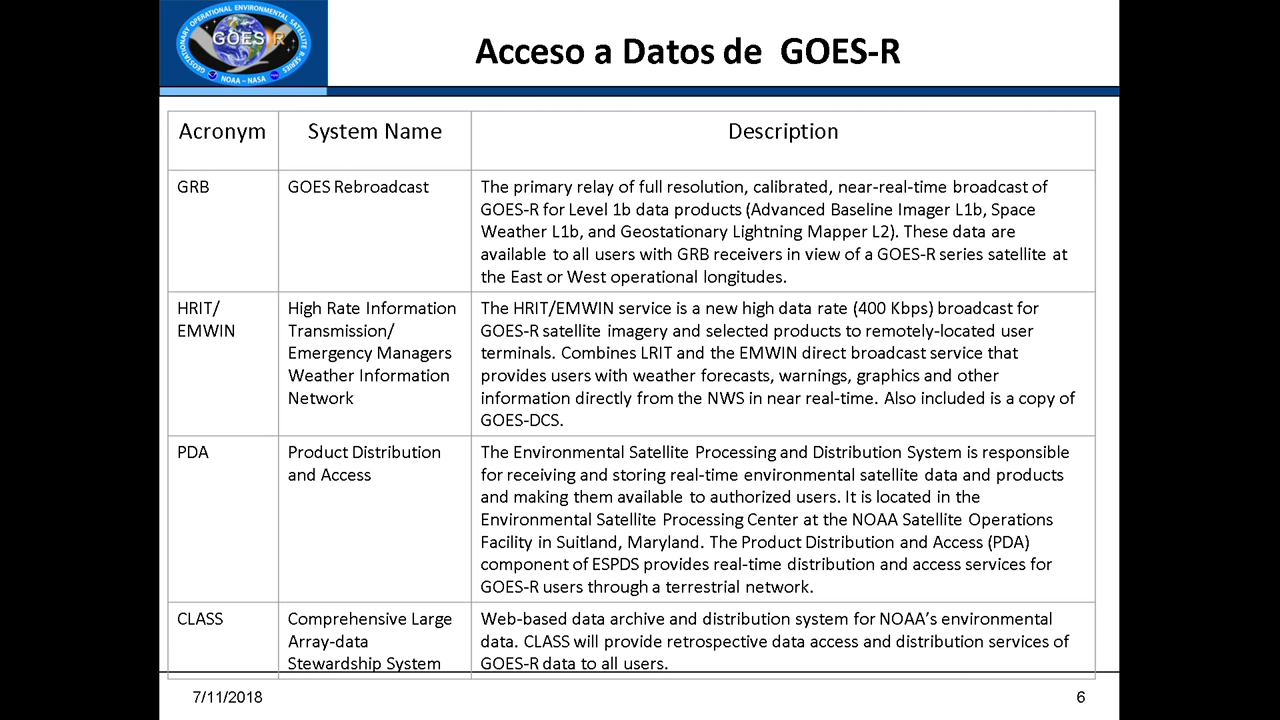 GEOSTATIONARY OPERATIONAL ENVIRONMENTAL SATELLITE R-SERIES
GOES R
NOAA – NASA
Acceso a Datos de GOES-R
Acronym
System Name
Description
GRB
GOES Rebroadcast
The primary relay of full resolution, calibrated, near-real-time broadcast of
GOES-R for Level 1b data products (Advanced Baseline Imager L1b, Space
Weather L1b, and Geostationary Lightning Mapper L2). These data are
available to all users with GRB receivers in view of a GOES-R series satellite at
the East or West operational longitudes.
HRIT/
EMWIN
High Rate Information
Transmission/
Emergency Managers
Weather Information
Network
The HRIT/EMWIN service is a new high data rate (400 Kbps) broadcast for
GOES-R satellite imagery and selected products to remotely-located user
terminals. Combines LRIT and the EMWIN direct broadcast service that
provides users with weather forecasts, warnings, graphics and other
information directly from the NWS in near real-time. Also included is a copy of
GOES-DCS.
PDA
Product Distribution
and Access
The Environmental Satellite Processing and Distribution System is responsible
for receiving and storing real-time environmental satellite data and products
and making them available to authorized users. It is located in the
Environmental Satellite Processing Center at the NOAA Satellite Operations
Facility in Suitland, Maryland. The Product Distribution and Access (PDA)
component of ESPDS provides real-time distribution and access services for
GOES-R users through a terrestrial network.
CLASS
Comprehensive Large
Array-data
Stewardship System
Web-based data archive and distribution system for NOAA’s environmental
data. CLASS will provide retrospective data access and distribution services of
GOES-R data to all users.
7/11/2018
6